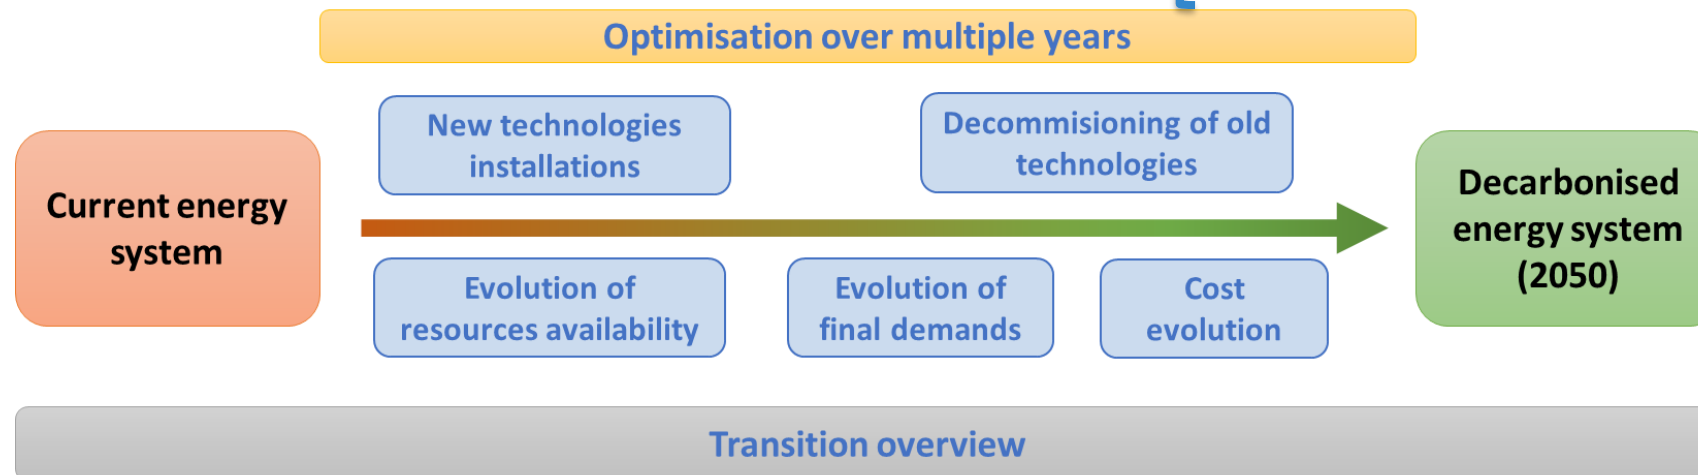 Optimisation over multiple years
New technologies
installations
Decommisioning of old
technologies
Current energy
system
Decarbonised
energy system
(2050)
Evolution of
resources availability
Evolution of
final demands
Cost
evolution
Transition overview